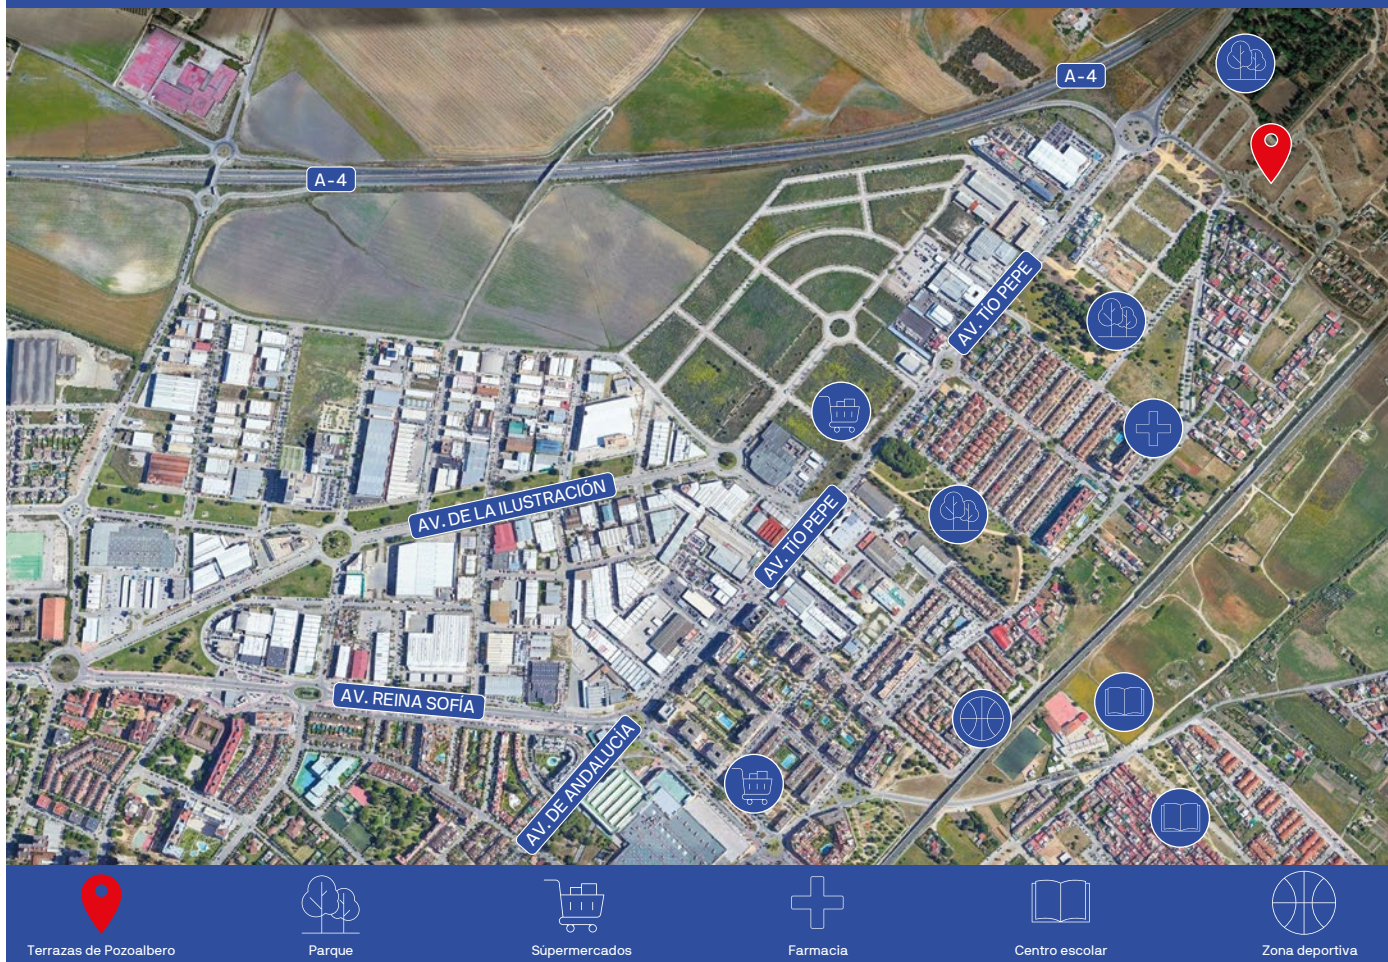 A-4
A-4
AV. TÍO PEPE
AV. DE LA ILUSTRACIÓN
AV. TÍO PEPE
AV. REINA SOFÍA
AV. DE ANDALUCÍA
Terrazas de Pozoalbero
Parque
Súpermercados
Farmacia
Centro escolar
Zona deportiva